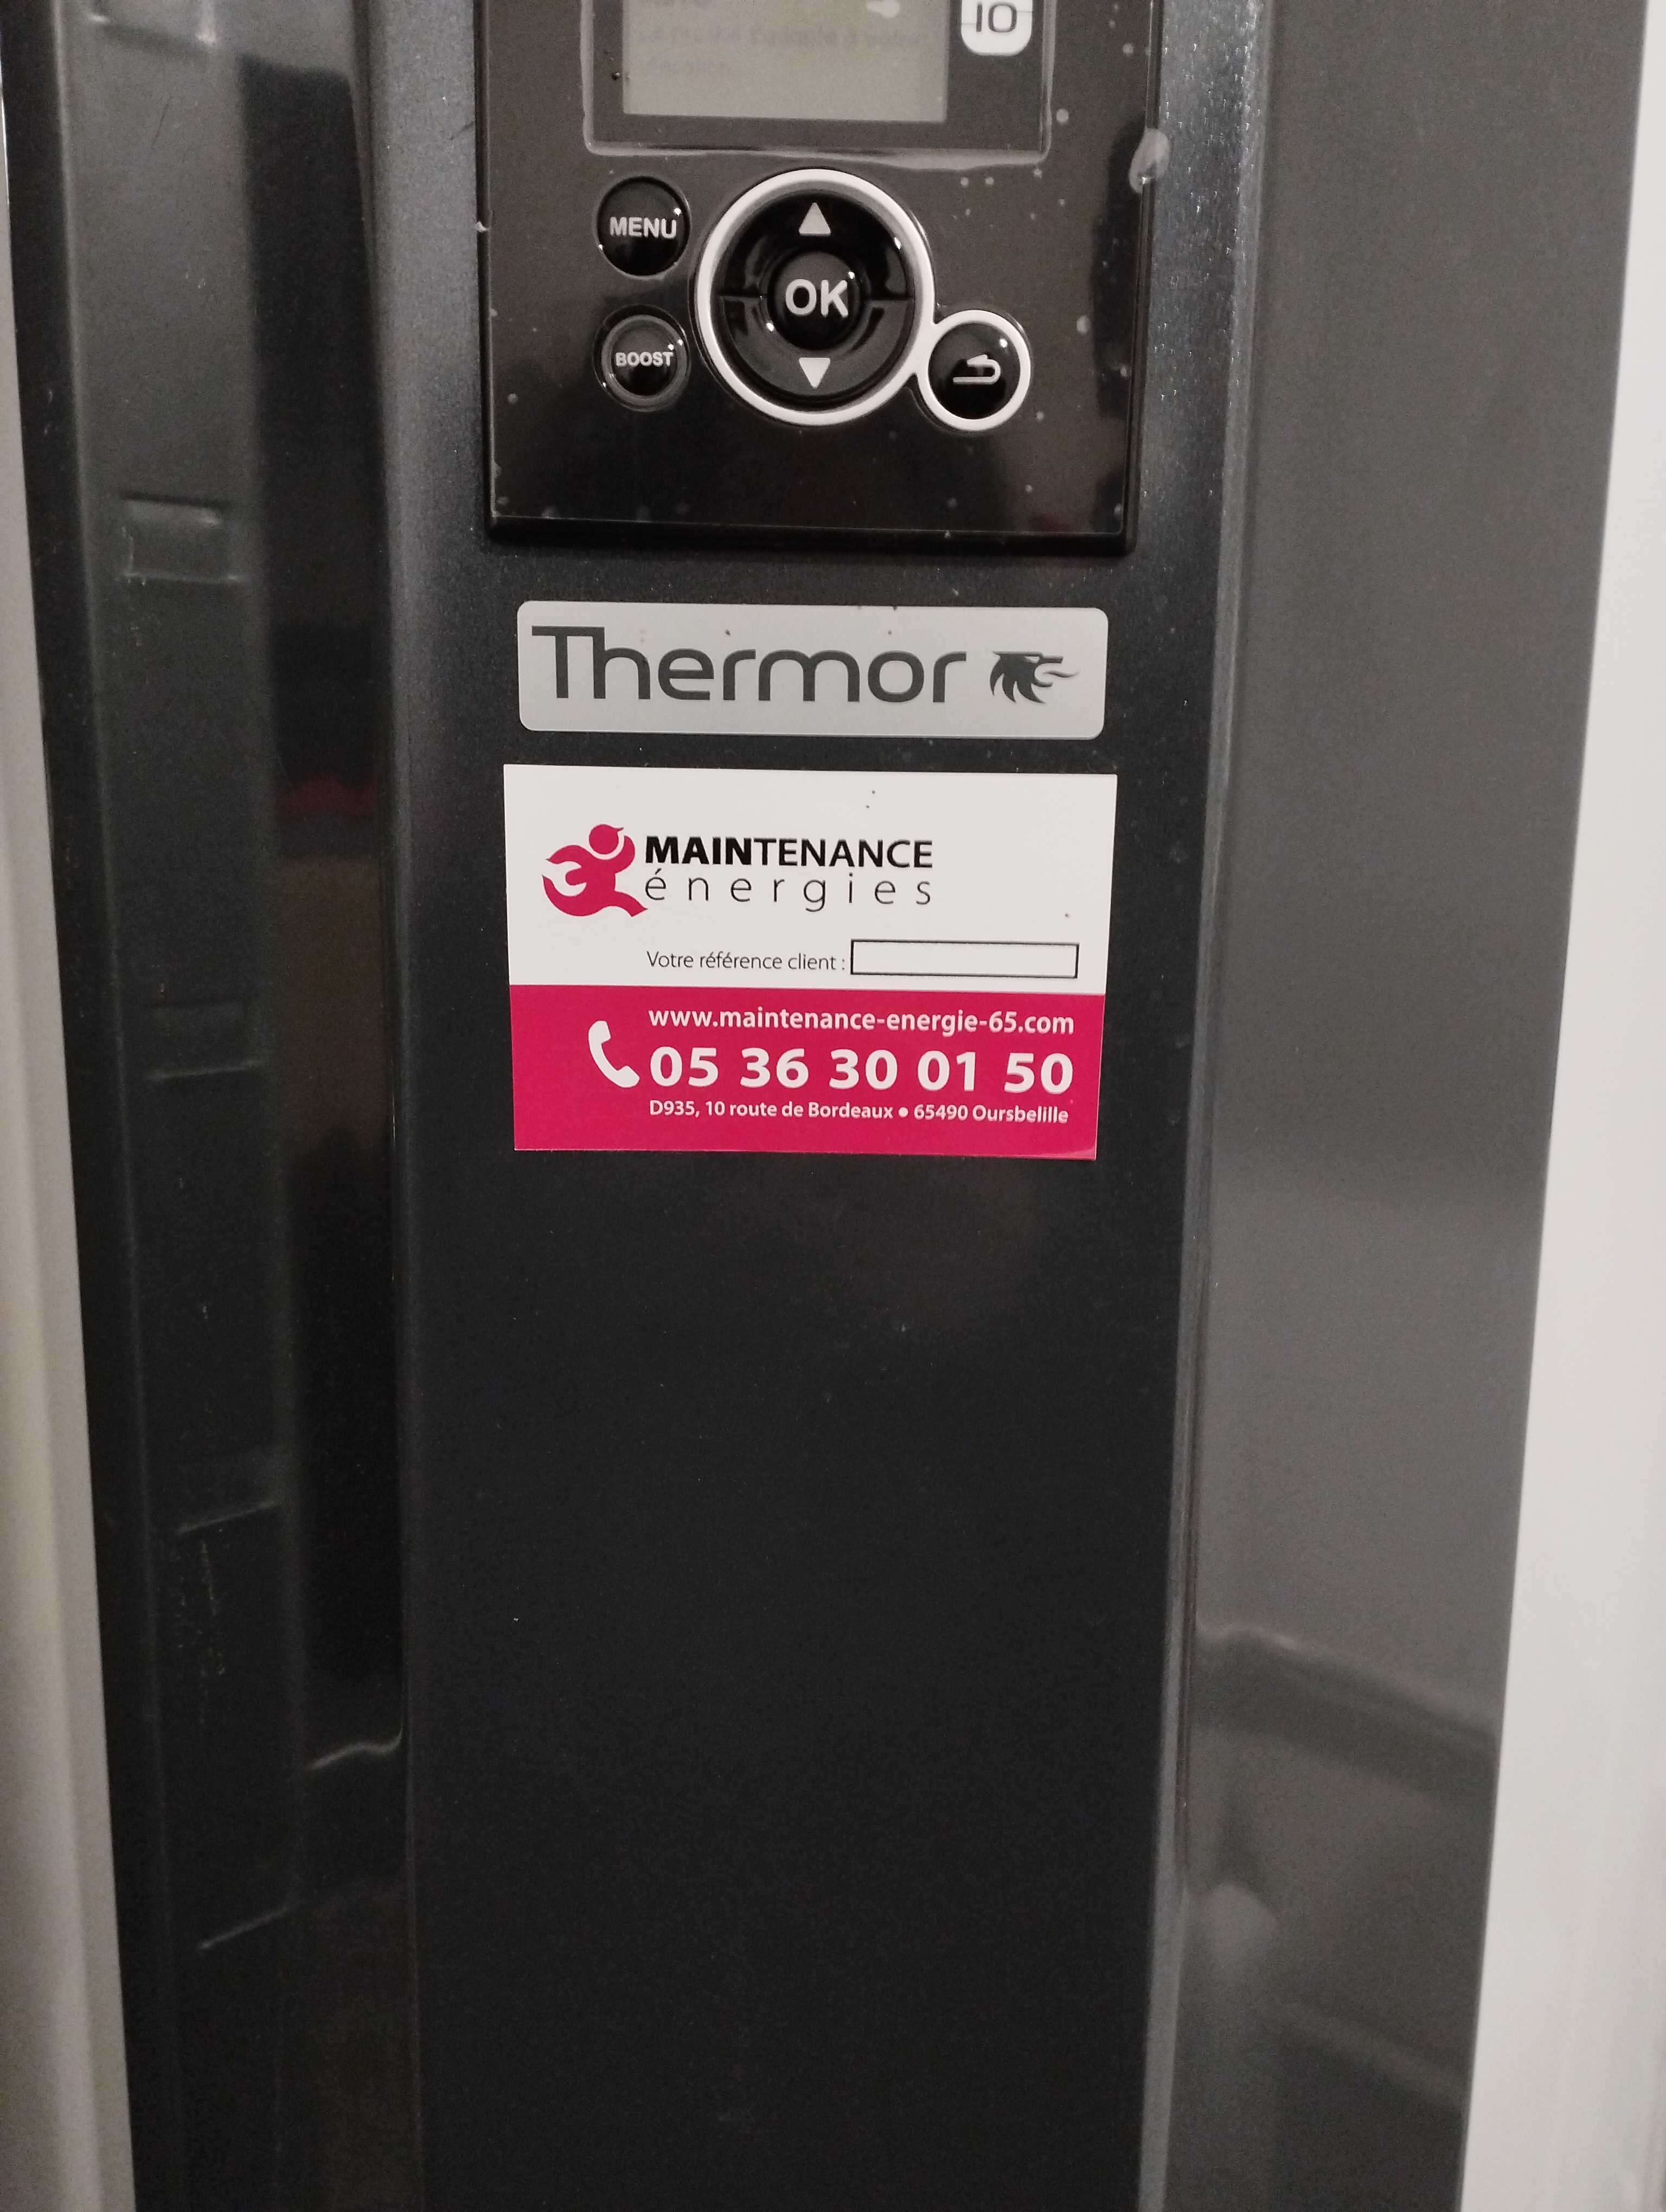 IO
MENU
OK
BOOST
Thermor
MAINTENANCE
énergies
Votre référence client :
www.maintenance-energie-65.com
05 36 30 01 50
D935, 10 route de Bordeaux • 65490 Oursbelille